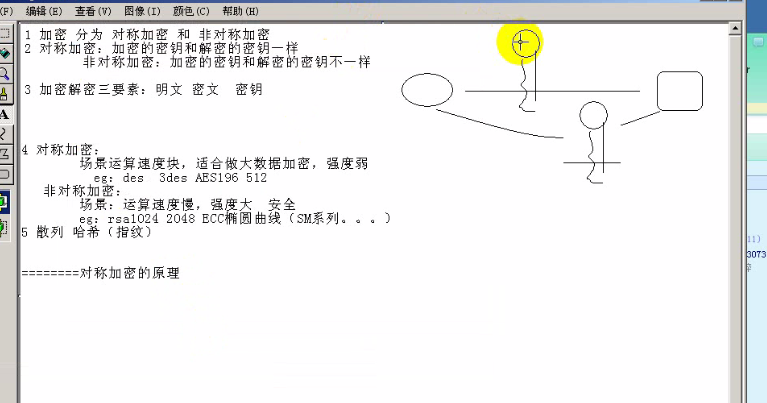 (F) 编辑(E) 查看(V) 图像(I) 颜色(C) 帮助(H)
1 加密 分为 对称加密 和 非对称加密
2 对称加密：加密的密钥和解密的密钥一样
非对称加密：加密的密钥和解密的密钥不一样
3 加密解密三要素：明文 密文 密钥
4 对称加密：
场景运算速度块，适合做大数据加密，强度弱
eg：des 3des AES196 512
非对称加密：
场景：运算速度慢，强度大 安全
eg：rsa1024 2048 ECC椭圆曲线（SM系列。。。）
5 散列 哈希（指纹）
========对称加密的原理
A
11)
3073